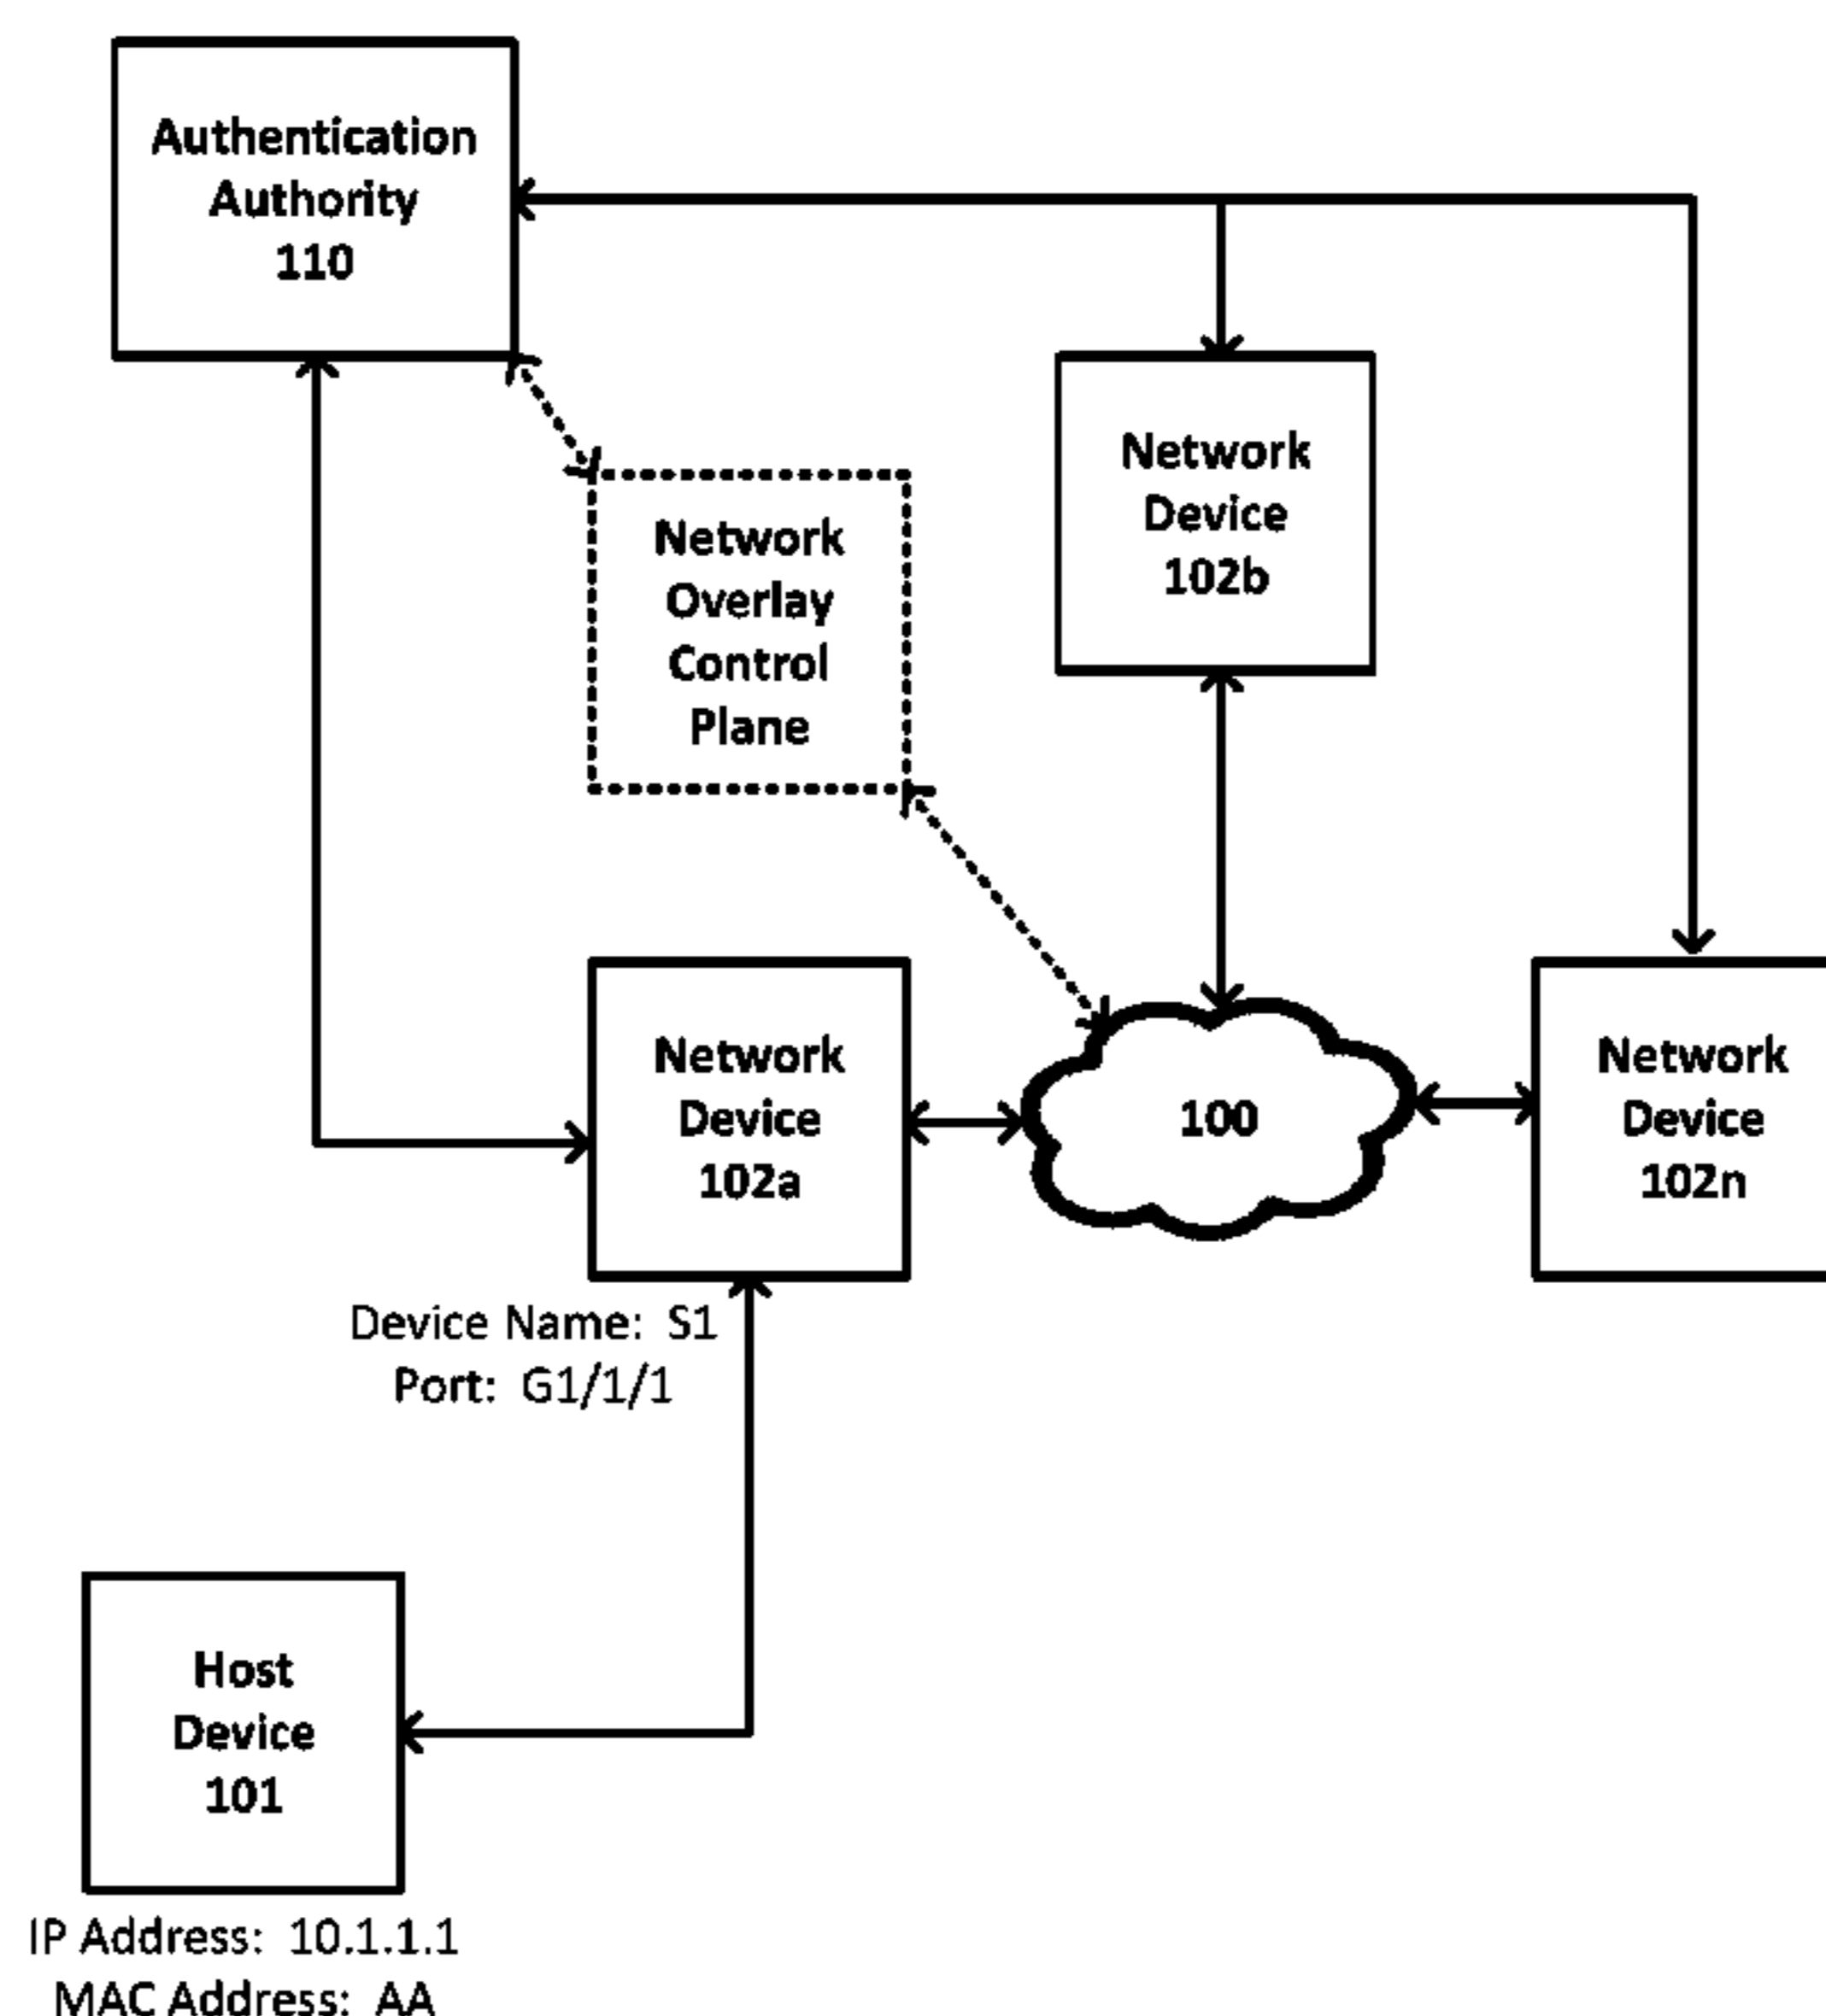 Authentication
Authority
110
Network
Device
102b
Network
Overlay
Control
Plane
Network
Device
102a
100
Network
Device
102n
Device Name: S1
Port: G1/1/1
Host
Device
101
IP Address: 10.1.1.1
MAC Address: AA